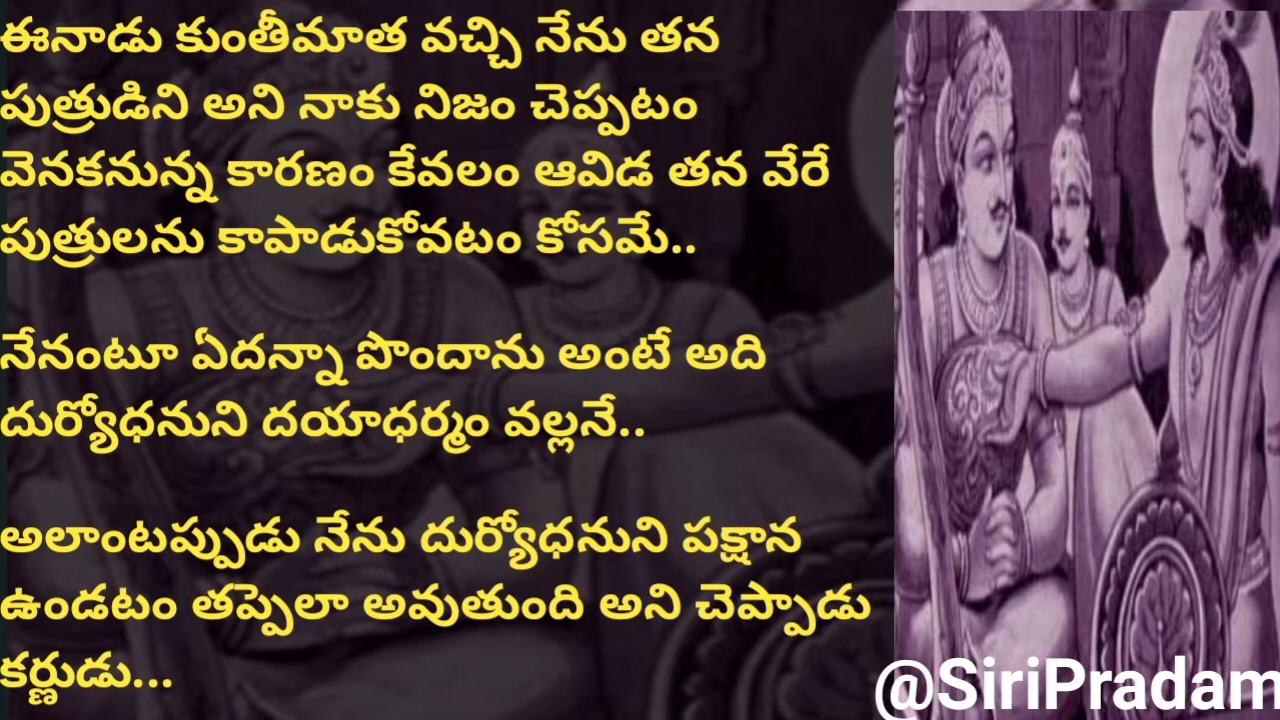 ఈనాడు కుంతీమాత వచ్చి నేను తన
పుత్రుడిని అని నాకు నిజం చెప్పటం
వెనకనున్న కారణం కేవలం ఆవిడ తన వేరే
పుత్రులను కాపాడుకోవటం కోసమే..
నేనంటూ ఏదన్నా పొందాను అంటే అది
దుర్యోధనుని దయాధర్మం వల్లనే..
అలాంటప్పుడు నేను దుర్యోధనుని పక్షాన
ఉండటం తప్పెలా అవుతుంది అని చెప్పాడు
కర్ణుడు...
@SiriPradam